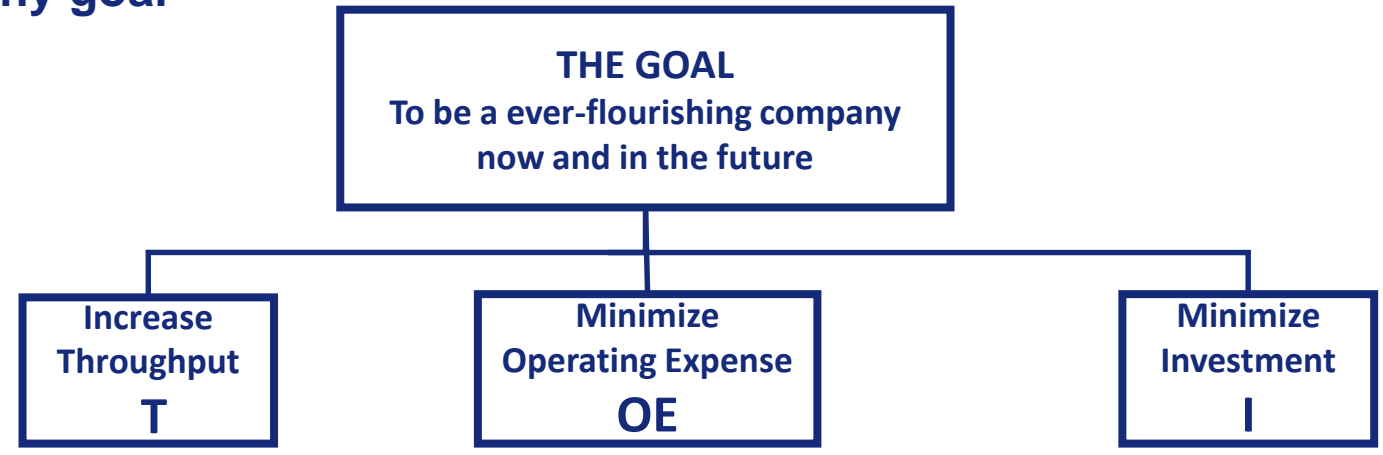 goal
THE GOAL
To be a ever-flourishing company
now and in the future
Increase
Throughput
T
Minimize
Operating Expense
OE
Minimize
Investment
I